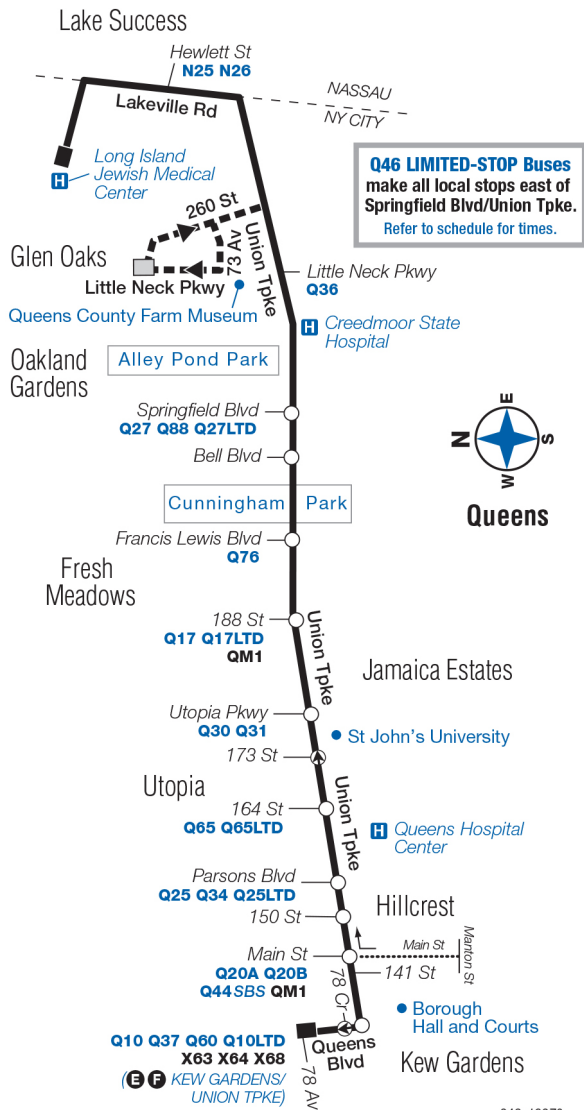 Lake Success
Hewlett St
N25 N26
NASSAU
Lakeville Rd
NY CITY
Long Island
H Jewish Medical
Center
Q46 LIMITED-STOP Buses
make all local stops east of
Springfield Blvd/Union Tpke.
Refer to schedule for times.
260 St
73 Av
Union Tpke
Glen Oaks
Little Neck Pkwy
Little Neck Pkwy
Q36
Queens County Farm Museum
H Creedmoor State
Hospital
Oakland
Gardens
Alley Pond Park
Springfield Blvd
Q27 Q88 Q27LTD
Bell Blvd
E
N S
W
Queens
Cunningham Park
Francis Lewis Blvd
Q76
Fresh
Meadows
188 St
Q17 Q17LTD
QM1
Union Tpke
Jamaica Estates
Utopia Pkwy
Q30 Q31
St John's University
173 St
Utopia
Union Tpke
164 St
Q65 Q65LTD
H Queens Hospital
Center
Parsons Blvd
Q25 Q34 Q25LTD
150 St
Hillcrest
Main St
Q20A Q20B
Q44SBS QM1
Main St
Manton St
141 St
78 Cr
Borough
Hall and Courts
Q10 Q37 Q60 Q10LTD
X63 X64 X68
(E F KEW GARDENS/
UNION TPKE)
Queens
Blvd
78 Av
Kew Gardens